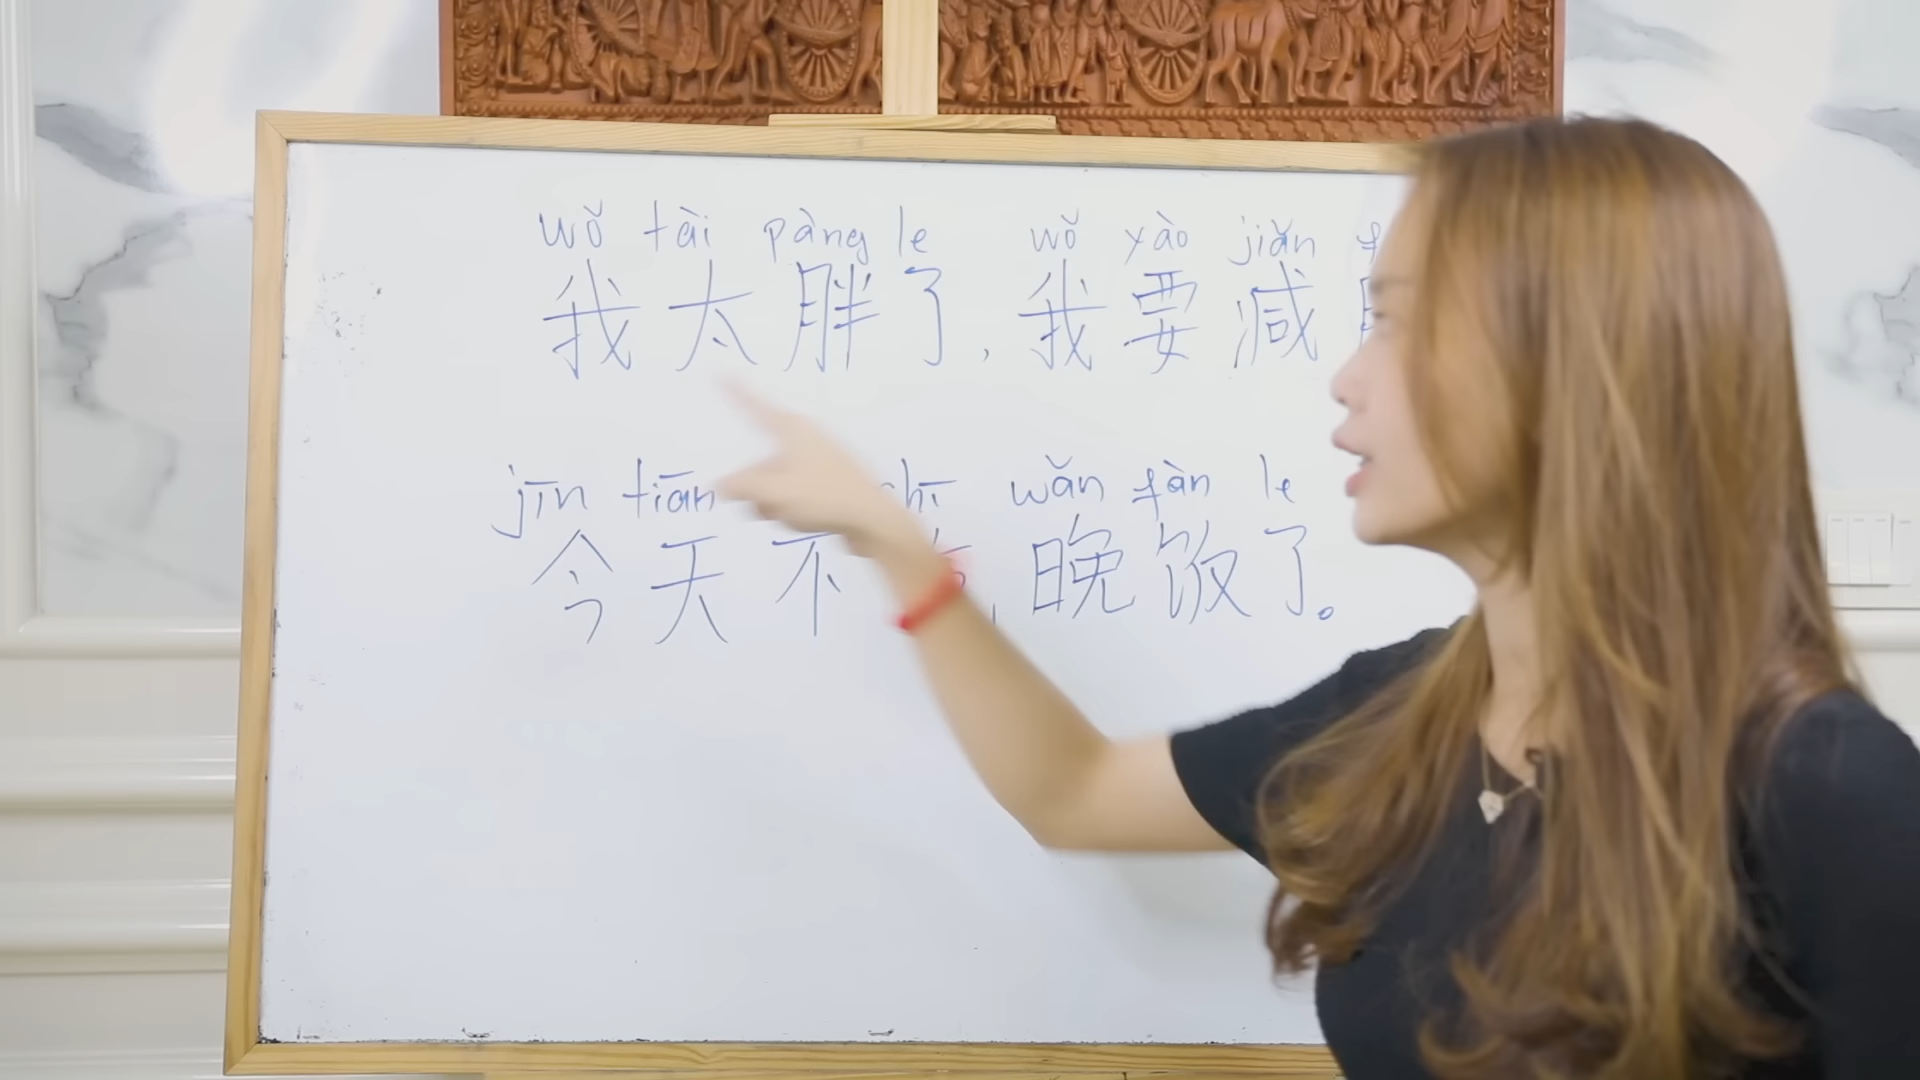 wǒ tài pàng le wǒ yào jiǎn
我太胖了,我要减
jīn tiān chī wǎn fàn le
今天不 晚饭了。